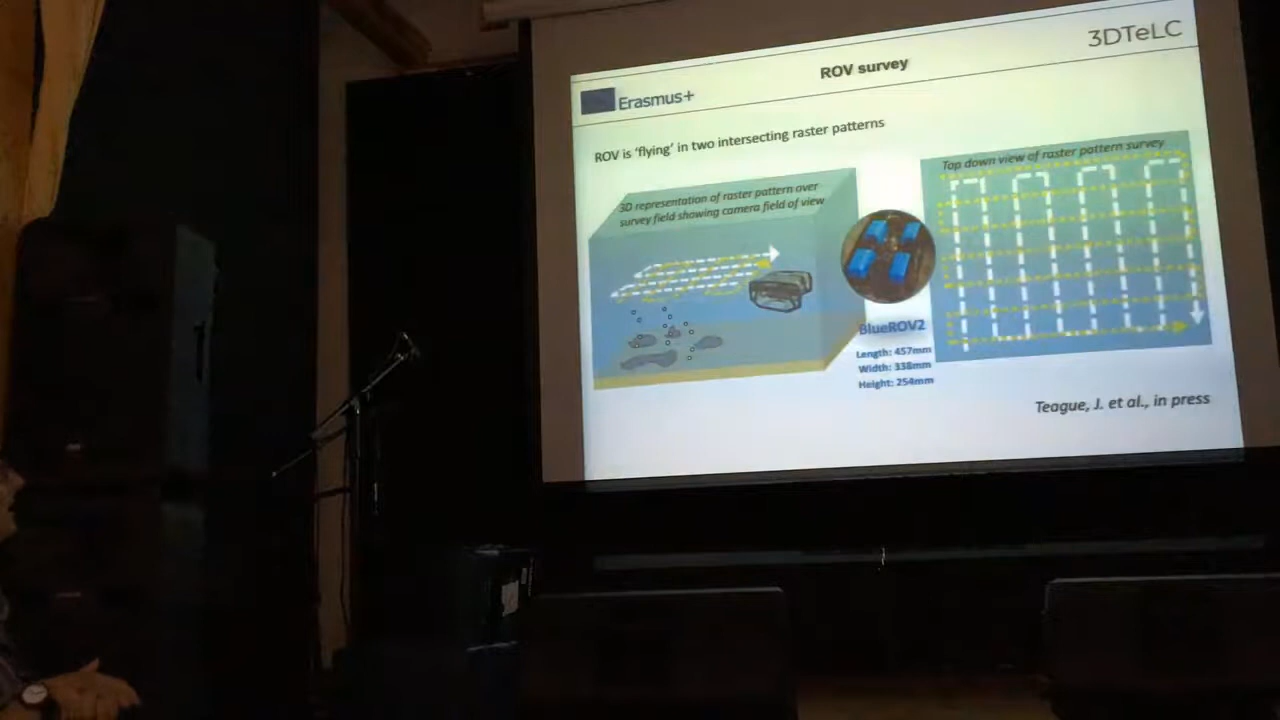 3DTeLC
ROV survey
Erasmus+
ROV is 'flying' in two intersecting raster patterns
3D representation of raster pattern over
survey field showing camera field of view
Top down view of raster pattern survey
BlueROV2
Length: 457mm
Width: 338mm
Height: 254mm
Teague, J. et al., in press